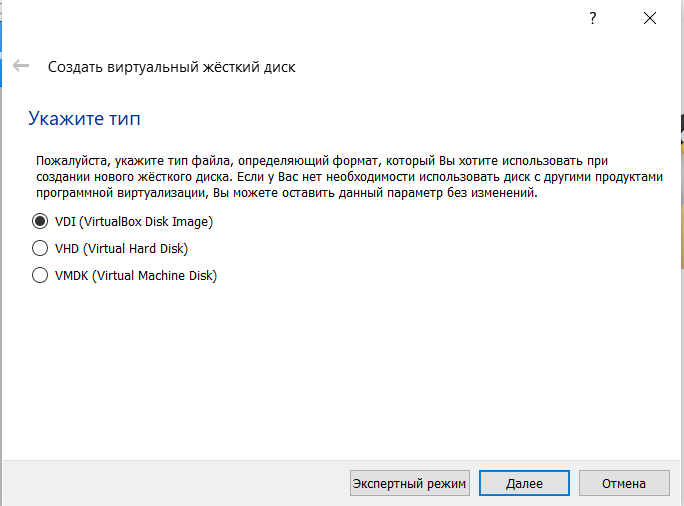 ?
Создать виртуальный жёсткий диск
Укажите тип
Пожалуйста, укажите тип файла, определяющий формат, который Вы хотите использовать при
создании нового жёсткого диска. Если у Вас нет необходимости использовать диск с другими продуктами
программной виртуализации, Вы можете оставить данный параметр без изменений.
VDI (VirtualBox Disk Image)
VHD (Virtual Hard Disk)
VMDK (Virtual Machine Disk)
Экспертный режим Далее Отмена